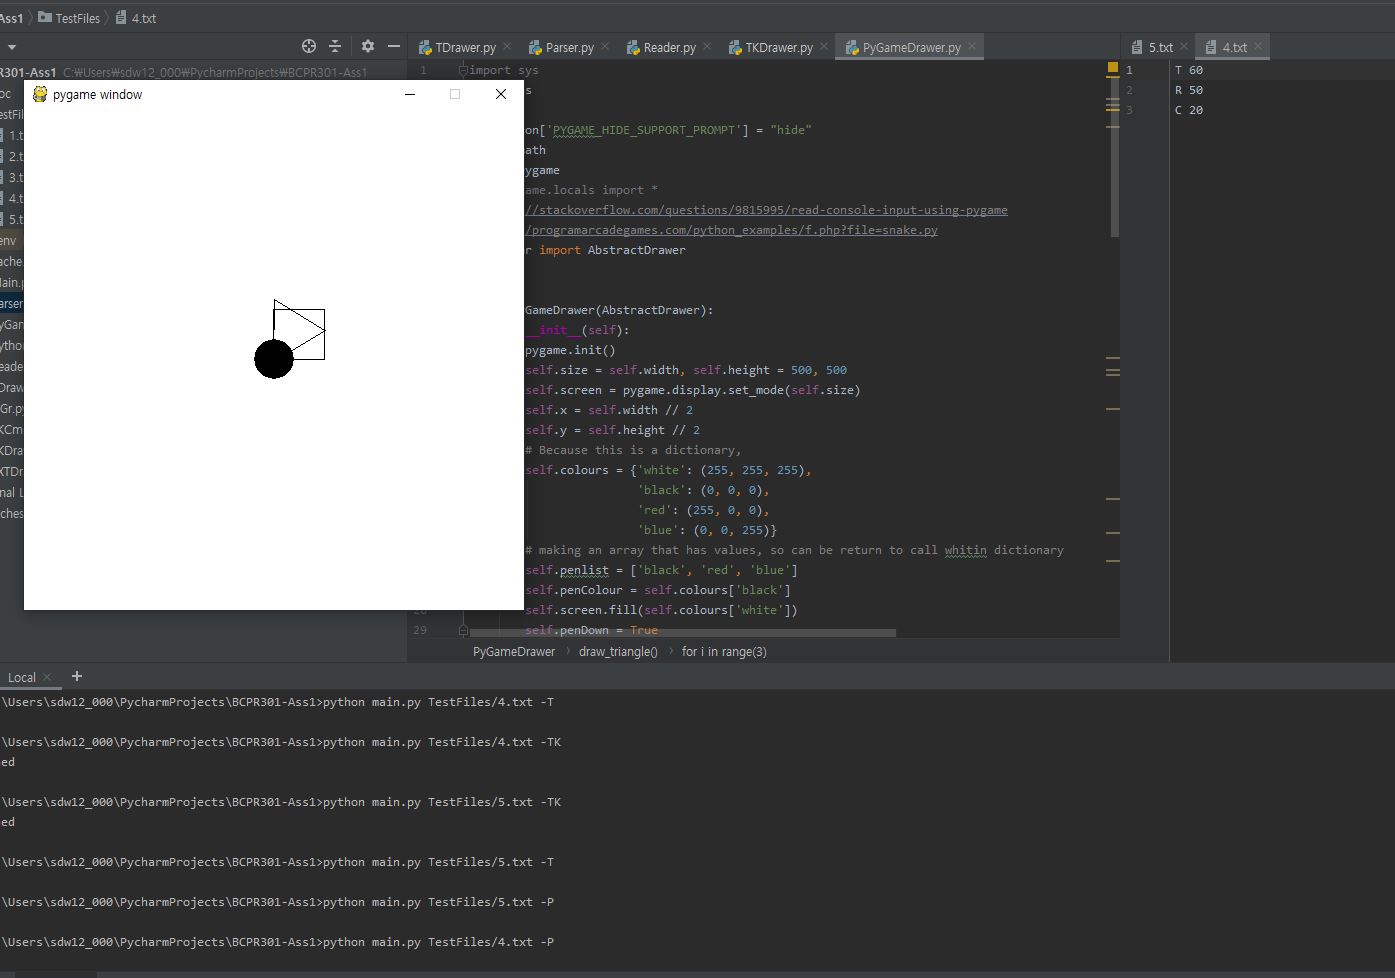 Ass1 TestFiles 4.txt
TDrawer.py Parser.py Reader.py TKDrawer.py PyGameDrawer.py 5.txt 4.txt
R301-Ass1 C:₩Users₩sdw12_000₩PycharmProjects₩BCPR301-Ass1
pygame window
oc
estFil
1.t
2.t
3.t
4.t
5.t
env
ache.
Main.p
arser
yGan
ytho
eade
Draw
Gr.py
KCm
KDra
XTDr
nal L
ches
1 import sys
s
on['PYGAME_HIDE_SUPPORT_PROMPT'] = "hide"
ath
ygame
ame.locals import *
//stackoverflow.com/questions/9815995/read-console-input-using-pygame
/programarcadegames.com/python_examples/f.php?file=snake.py
r import AbstractDrawer
GameDrawer(AbstractDrawer):
__init__(self):
pygame.init()
self.size = self.width, self.height = 500, 500
self.screen = pygame.display.set_mode(self.size)
self.x = self.width // 2
self.y = self.height // 2
# Because this is a dictionary,
self.colours = {'white': (255, 255, 255),
'black': (0, 0, 0),
'red': (255, 0, 0),
'blue': (0, 0, 255)}
# making an array that has values, so can be return to call whitin dictionary
self.penlist = ['black', 'red', 'blue']
self.penColour = self.colours['black']
28 self.screen.fill(self.colours['white'])
29 self.penDown = True
PyGameDrawer draw_triangle() for i in range(3)
1 T 60
2 R 50
3 C 20
Local
\Users\sdw12_000\PycharmProjects\BCPR301-Ass1>python main.py TestFiles/4.txt -T
\Users\sdw12_000\PycharmProjects\BCPR301-Ass1>python main.py TestFiles/4.txt -TK
ed
\Users\sdw12_000\PycharmProjects\BCPR301-Ass1>python main.py TestFiles/5.txt -TK
ed
\Users\sdw12_000\PycharmProjects\BCPR301-Ass1>python main.py TestFiles/5.txt -T
\Users\sdw12_000\PycharmProjects\BCPR301-Ass1>python main.py TestFiles/5.txt -P
\Users\sdw12_000\PycharmProjects\BCPR301-Ass1>python main.py TestFiles/4.txt -P